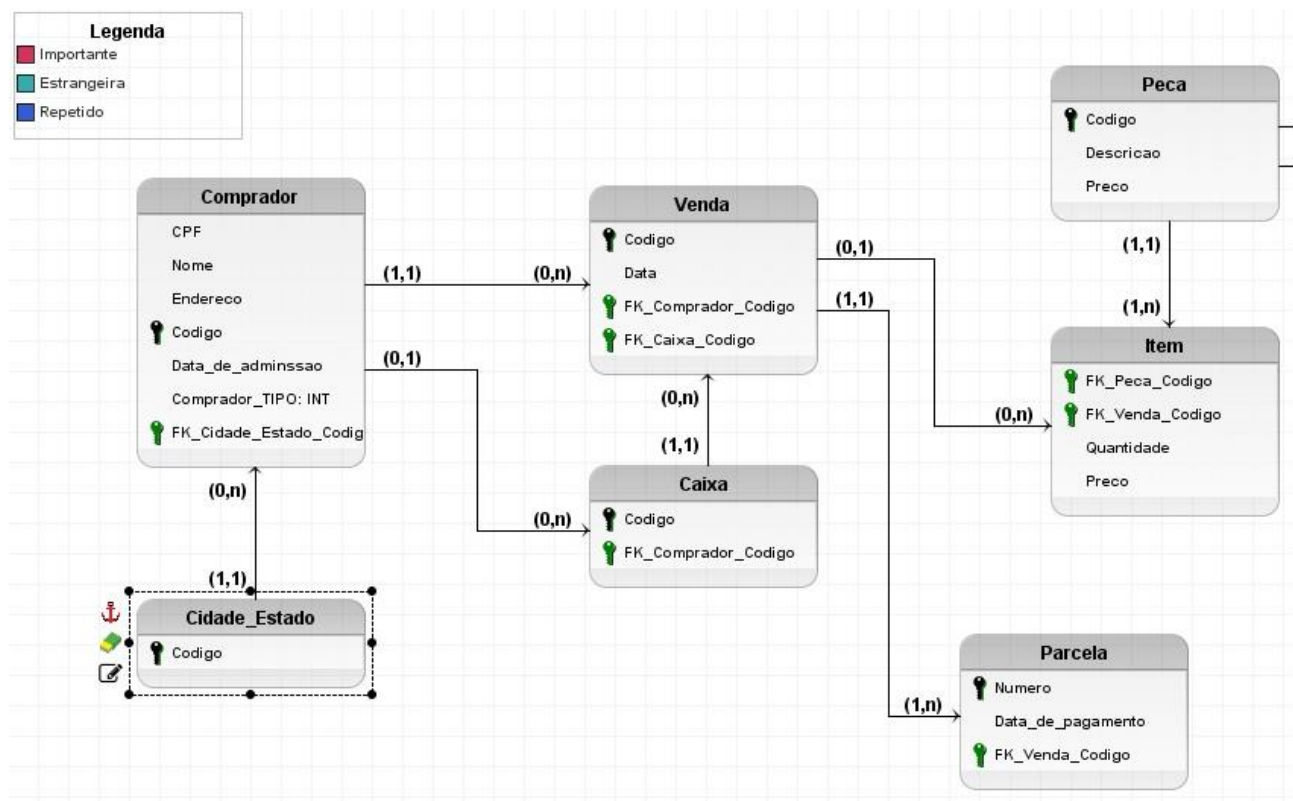 Legenda
Importante
Estrangeira
Repetido
Comprador
CPF
Nome
Endereco
Codigo
Data_de_adminssao
Comprador_TIPO: INT
FK_Cidade_Estado_Codig
(1,1)
(0,n)
(0,1)
(0,n)
(0,n)
(1,1)
Cidade_Estado
Codigo
Venda
Codigo
Data
FK_Comprador_Codigo
FK_Caixa_Codigo
(0,n)
(1,1)
Caixa
Codigo
FK_Comprador_Codigo
(0,1)
(1,1)
(0,n)
(1,n)
Peca
Codigo
Descricao
Preco
(1,1)
(1,n)
Item
FK_Peca_Codigo
FK_Venda_Codigo
Quantidade
Preco
Parcela
Numero
Data_de_pagamento
FK_Venda_Codigo